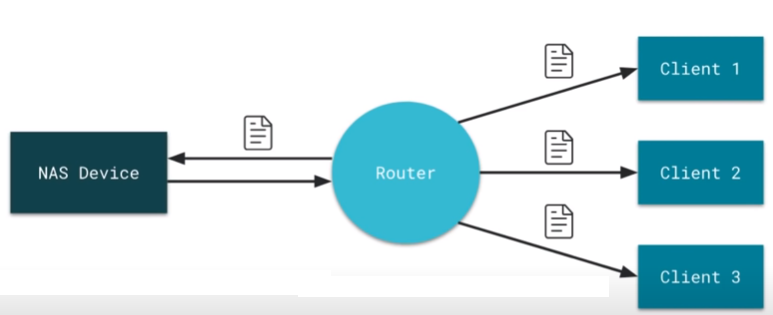 Client 1
NAS Device
Router
Client 2
Client 3